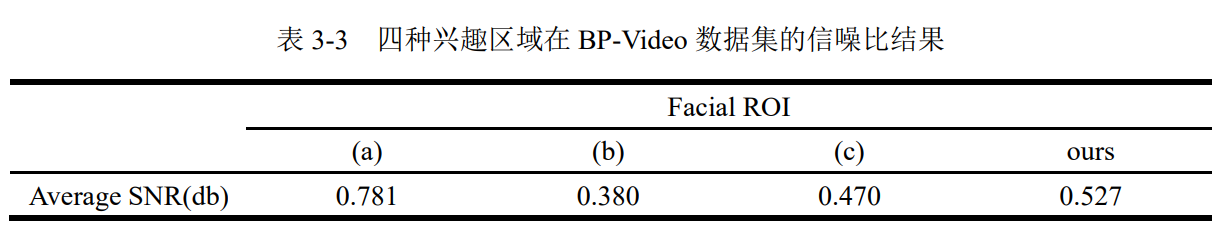 表 3-3 四种兴趣区域在 BP-Video 数据集的信噪比结果
Facial ROI
(a) (b) (c) ours
Average SNR(db) 0.781 0.380 0.470 0.527